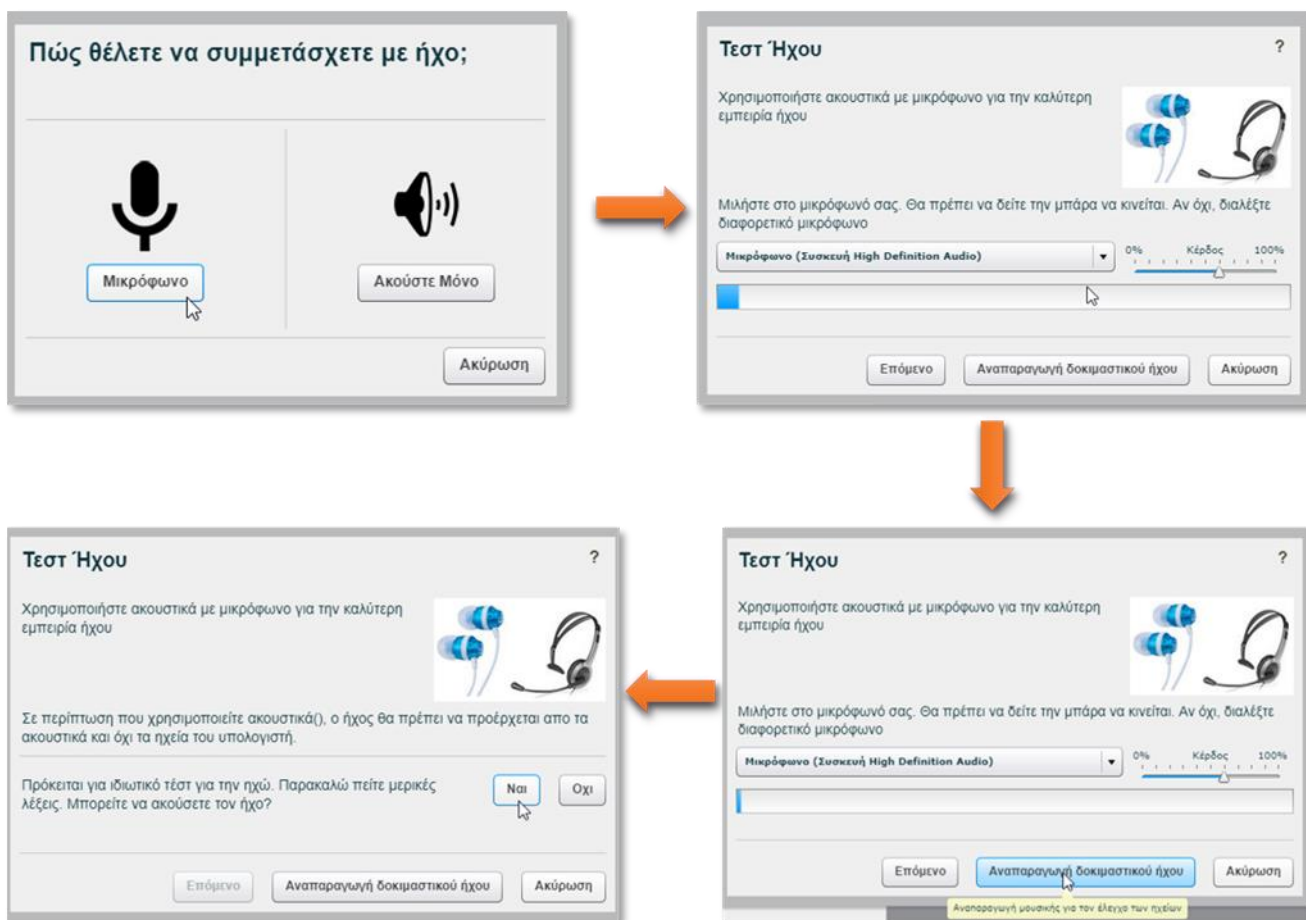 Πώς θέλετε να συμμετάσχετε με ήχο;
Μικρόφωνο
Ακούστε Μόνο
Ακύρωση
Τεστ Ήχου
?
Χρησιμοποιήστε ακουστικά με μικρόφωνο για την καλύτερη
εμπειρία ήχου
Μιλήστε στο μικρόφωνό σας. Θα πρέπει να δείτε την μπάρα να κινείται. Αν όχι, διαλέξτε
διαφορετικό μικρόφωνο
Μικρόφωνο (Συσκευή High Definition Audio)
0% Κέρδος 100%
Επόμενο Αναπαραγωγή δοκιμαστικού ήχου Ακύρωση
Τεστ Ήχου
?
Χρησιμοποιήστε ακουστικά με μικρόφωνο για την καλύτερη
εμπειρία ήχου
Μιλήστε στο μικρόφωνό σας. Θα πρέπει να δείτε την μπάρα να κινείται. Αν όχι, διαλέξτε
διαφορετικό μικρόφωνο
Μικρόφωνο (Συσκευή High Definition Audio)
0% Κέρδος 100%
Επόμενο Αναπαραγωγή δοκιμαστικού ήχου Ακύρωση
Αναπαραγωγή μουσικής για τον έλεγχο των ηχείων
Τεστ Ήχου
?
Χρησιμοποιήστε ακουστικά με μικρόφωνο για την καλύτερη
εμπειρία ήχου
Σε περίπτωση που χρησιμοποιείτε ακουστικά(), ο ήχος θα πρέπει να προέρχεται απο τα
ακουστικά και όχι τα ηχεία του υπολογιστή.
Πρόκειται για ιδιωτικό τέστ για την ηχώ. Παρακαλώ πείτε μερικές
λέξεις. Μπορείτε να ακούσετε τον ήχο?
Ναι Οχι
Επόμενο Αναπαραγωγή δοκιμαστικού ήχου Ακύρωση